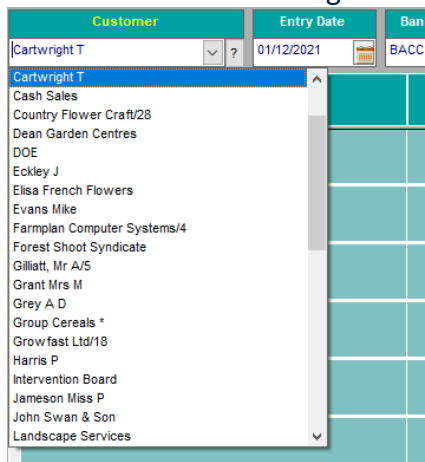 Customer Entry Date Ban
Cartwright T ? 01/12/2021 BACC
Cartwright T
Cash Sales
Country Flower Craft/28
Dean Garden Centres
DOE
Eckley J
Elisa French Flowers
Evans Mike
Farmplan Computer Systems/4
Forest Shoot Syndicate
Gilliatt, Mr A/5
Grant Mrs M
Grey A D
Group Cereals *
Growfast Ltd/18
Harris P
Intervention Board
Jameson Miss P
John Swan & Son
Landscape Services